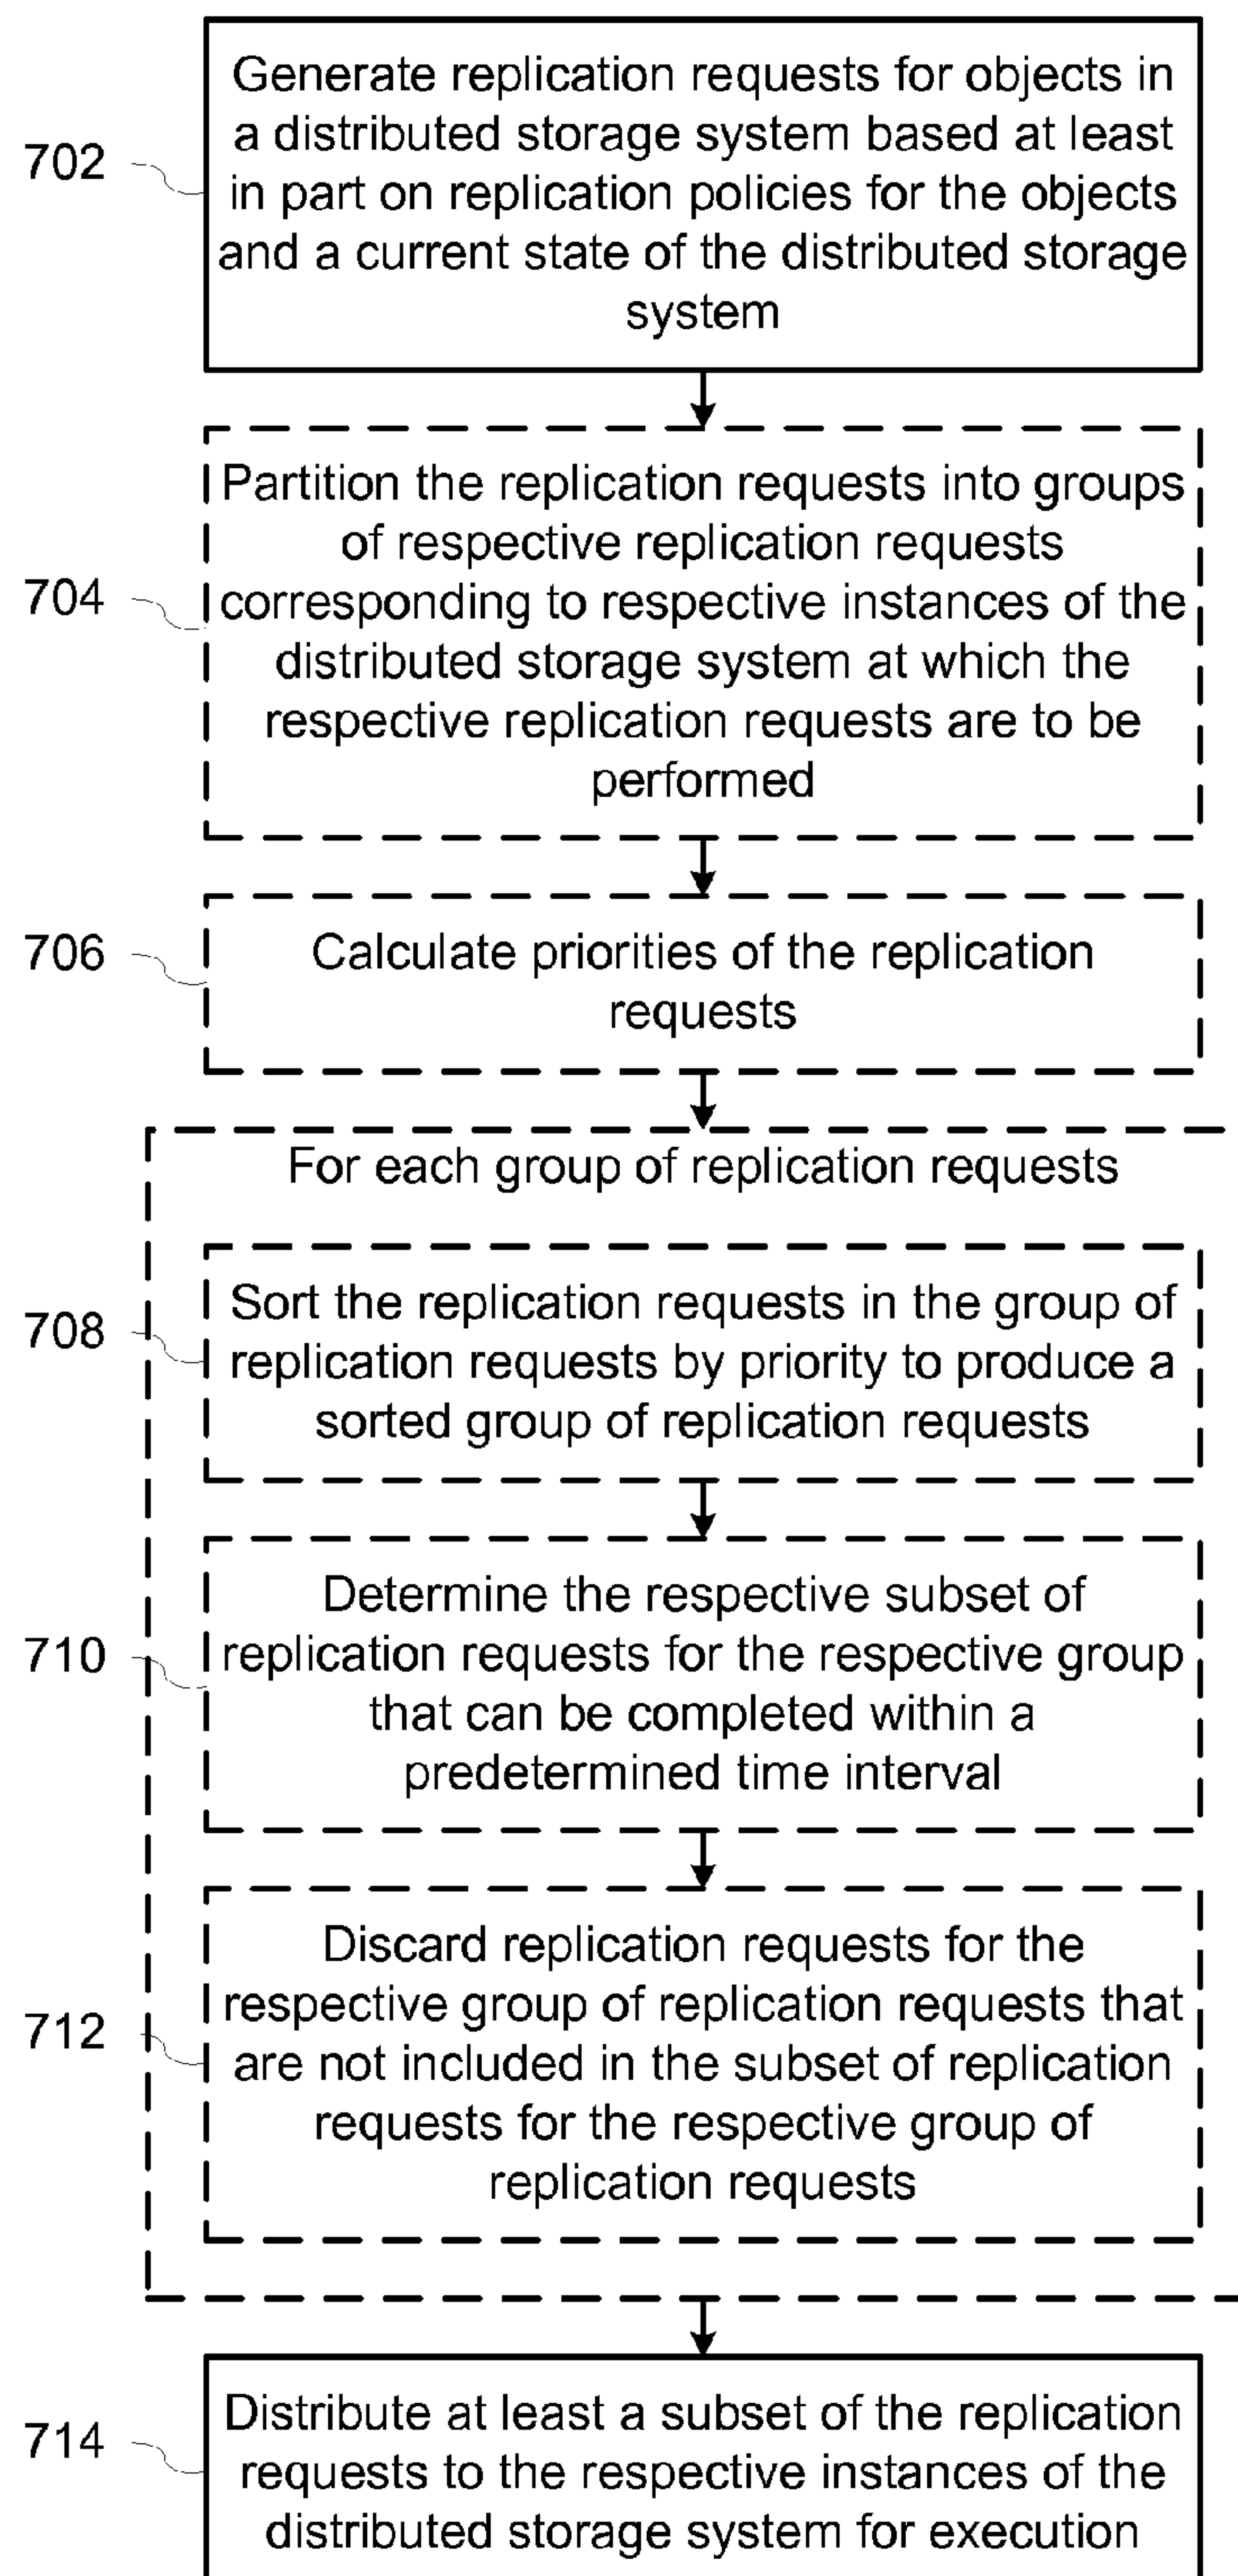 Generate replication requests for objects in
a distributed storage system based at least
702
in part on replication policies for the objects
and a current state of the distributed storage
system
Partition the replication requests into groups
of respective replication requests
704
corresponding to respective instances of the
distributed storage system at which the
respective replication requests are to be
performed
706
Calculate priorities of the replication
requests
For each group of replication requests
708
Sort the replication requests in the group of
replication requests by priority to produce a
sorted group of replication requests
Determine the respective subset of
710
replication requests for the respective group
that can be completed within a
predetermined time interval
Discard replication requests for the
respective group of replication requests that
712
are not included in the subset of replication
requests for the respective group of
replication requests
714
Distribute at least a subset of the replication
requests to the respective instances of the
distributed storage system for execution